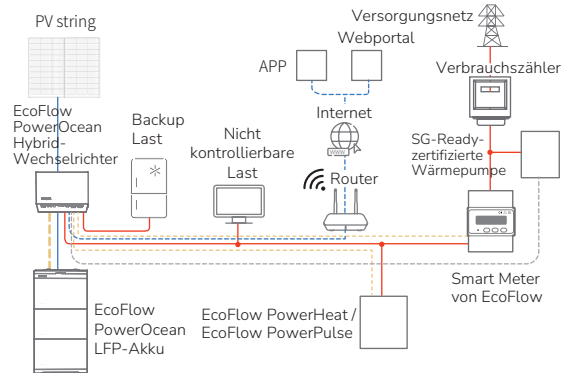 Versorgungsnetz
PV string
Webportal
APP
Verbrauchszähler
EcoFlow
PowerOcean
Hybrid-
Wechselrichter
Backup
Last
Internet
WWW
Nicht
kontrollierbare
Last
SG-Ready-
zertifizierte
Wärmepumpe
Router
Smart Meter
von EcoFlow
EcoFlow
PowerOcean
LFP-Akku
EcoFlow PowerHeat /
EcoFlow PowerPulse